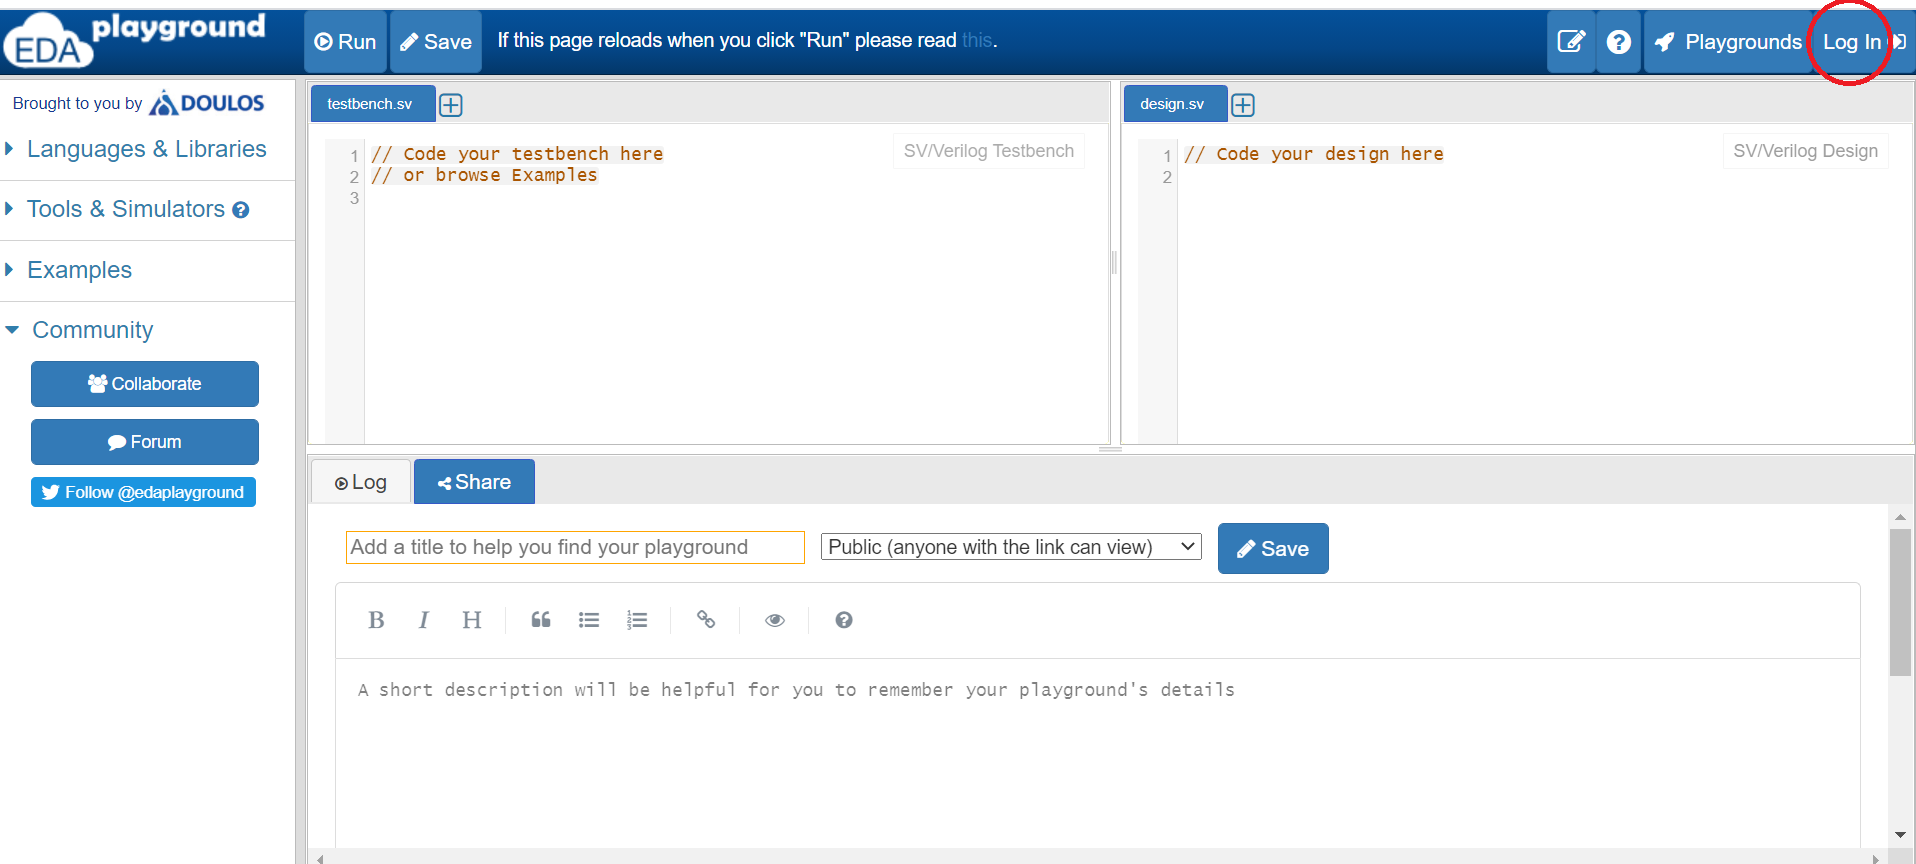 EDA playground
Run
Save
If this page reloads when you click "Run" please read this.
Playgrounds
Log In
Brought to you by DOULOS
Languages & Libraries
Tools & Simulators
Examples
Community
Collaborate
Forum
Follow @edaplayground
testbench.sv
1 // Code your testbench here
2 // or browse Examples
3
SV/Verilog Testbench
design.sv
1 // Code your design here
2
SV/Verilog Design
Log
Share
Add a title to help you find your playground
Public (anyone with the link can view)
Save
B I H
A short description will be helpful for you to remember your playground's details